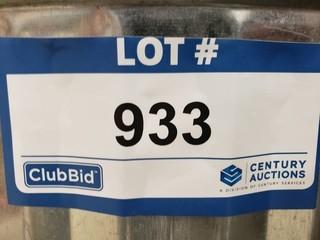 LOT #
933
ClubBid
CENTURY
AUCTIONS
A DIVISION OF CENTURY SERVICES